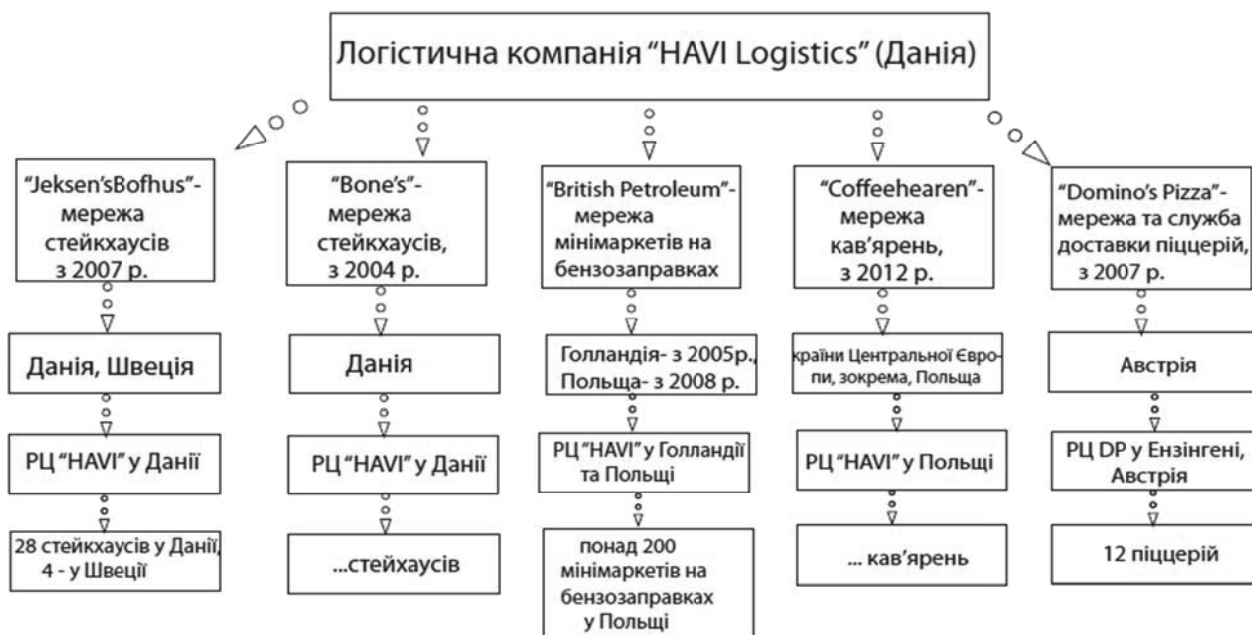 Логістична компанія “HAVI Logistics” (Данія)
“Jeksen’sBofhus”-
мережа
стейкхаусів
з 2007 р.
“Bone’s”-
мережа
стейкхаусів,
з 2004 р.
“British Petroleum”-
мережа
мінімаркетів на
бензозаправках
“Coffeehearen”-
мережа
кав’ярень,
з 2012 р.
“Domino’s Pizza”-
мережа та служба
доставки піццерій,
з 2007 р.
Данія, Швеція
Данія
Голландія- з 2005р.,
Польща- з 2008 р.
країни Центральної Євро-
пи, зокрема, Польща
Австрія
РЦ “HAVI” у Данії
РЦ “HAVI” у Данії
РЦ “HAVI” у Голландії
та Польщі
РЦ “HAVI” у Польщі
РЦ DP у Ензінгені,
Австрія
28 стейкхаусів у Данії,
4 - у Швеції
...стейхаусів
понад 200
мінімаркетів на
бензозаправках
у Польщі
... кав’ярень
12 піццерій